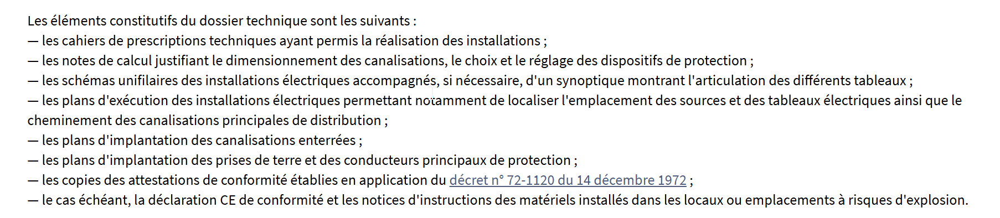 Les éléments constitutifs du dossier technique sont les suivants :
— les cahiers de prescriptions techniques ayant permis la réalisation des installations ;
— les notes de calcul justifiant le dimensionnement des canalisations, le choix et le réglage des dispositifs de protection ;
— les schémas unifilaires des installations électriques accompagnés, si nécessaire, d'un synoptique montrant l'articulation des différents tableaux ;
— les plans d'exécution des installations électriques permettant notamment de localiser l'emplacement des sources et des tableaux électriques ainsi que le
cheminement des canalisations principales de distribution ;
— les plans d'implantation des canalisations enterrées ;
— les plans d'implantation des prises de terre et des conducteurs principaux de protection ;
— les copies des attestations de conformité établies en application du décret n° 72-1120 du 14 décembre 1972 ;
— le cas échéant, la déclaration CE de conformité et les notices d'instructions des matériels installés dans les locaux ou emplacements à risques d'explosion.